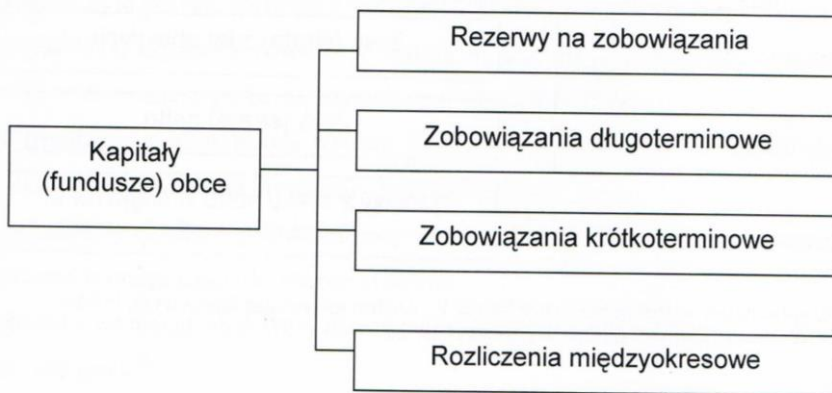 Rezerwy na zobowiązania
Zobowiązania długoterminowe
Kapitały
(fundusze) obce
Zobowiązania krótkoterminowe
Rozliczenia międzyokresowe